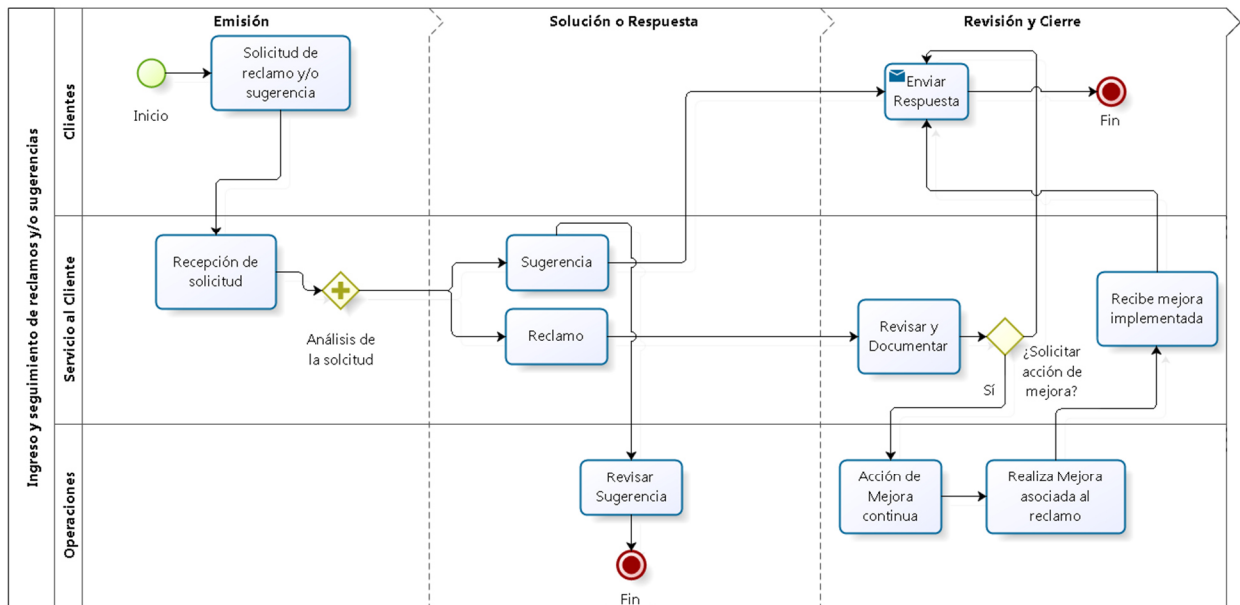 Ingreso y seguimiento de reclamos y/o sugerencias
Emisión
Solución o Respuesta
Revisión y Cierre
Clientes
Inicio
Solicitud de
reclamo y/o
sugerencia
Enviar
Respuesta
Fin
Servicio al Cliente
Recepción de
solicitud
Análisis de
la solcitud
Sugerencia
Reclamo
Revisar y
Documentar
¿Solicitar
acción de
mejora?
Sí
Recibe mejora
implementada
Operaciones
Revisar
Sugerencia
Fin
Acción de
Mejora
continua
Realiza Mejora
asociada al
reclamo